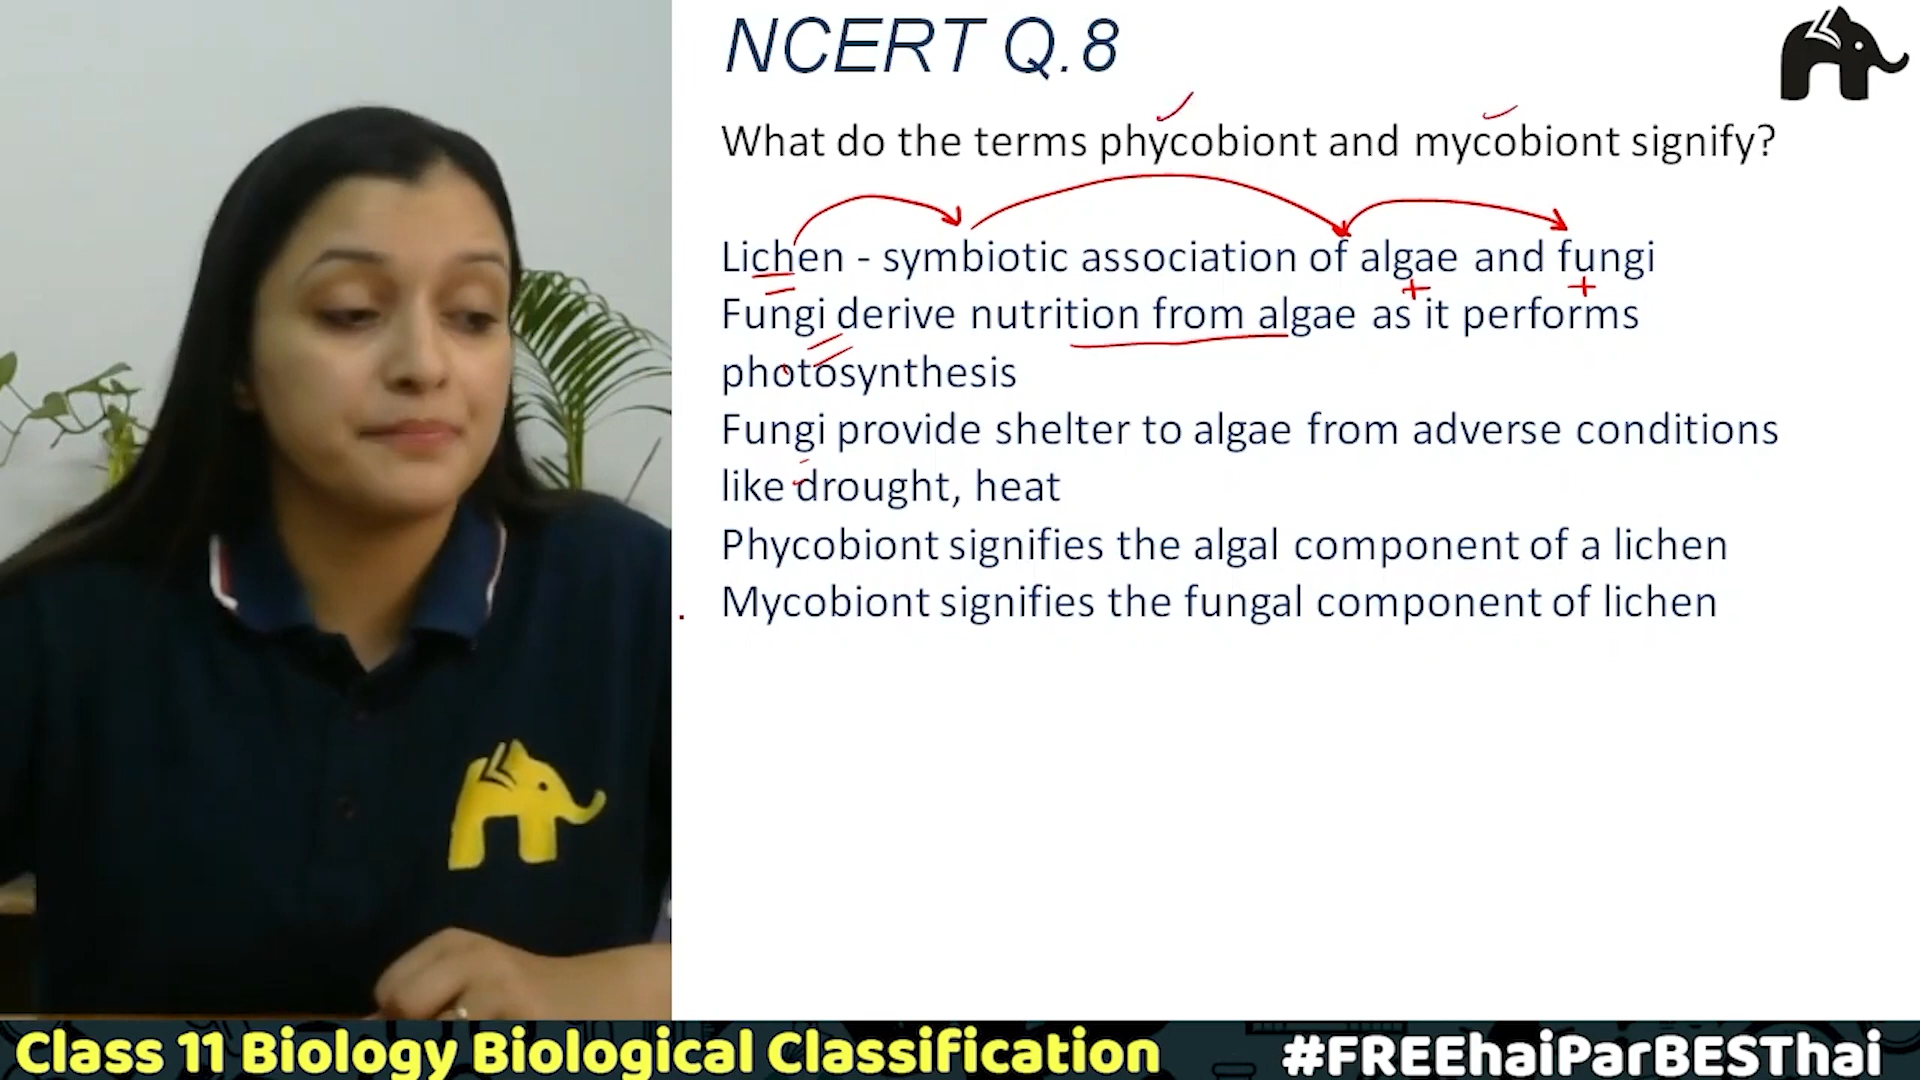 NCERT Q.8
What do the terms phycobiont and mycobiont signify?
Lichen - symbiotic association of algae and fungi
Fungi derive nutrition from algae as it performs
photosynthesis
Fungi provide shelter to algae from adverse conditions
like drought, heat
Phycobiont signifies the algal component of a lichen
Mycobiont signifies the fungal component of lichen
Class 11 Biology Biological Classification
#FREEhaiParBESThai